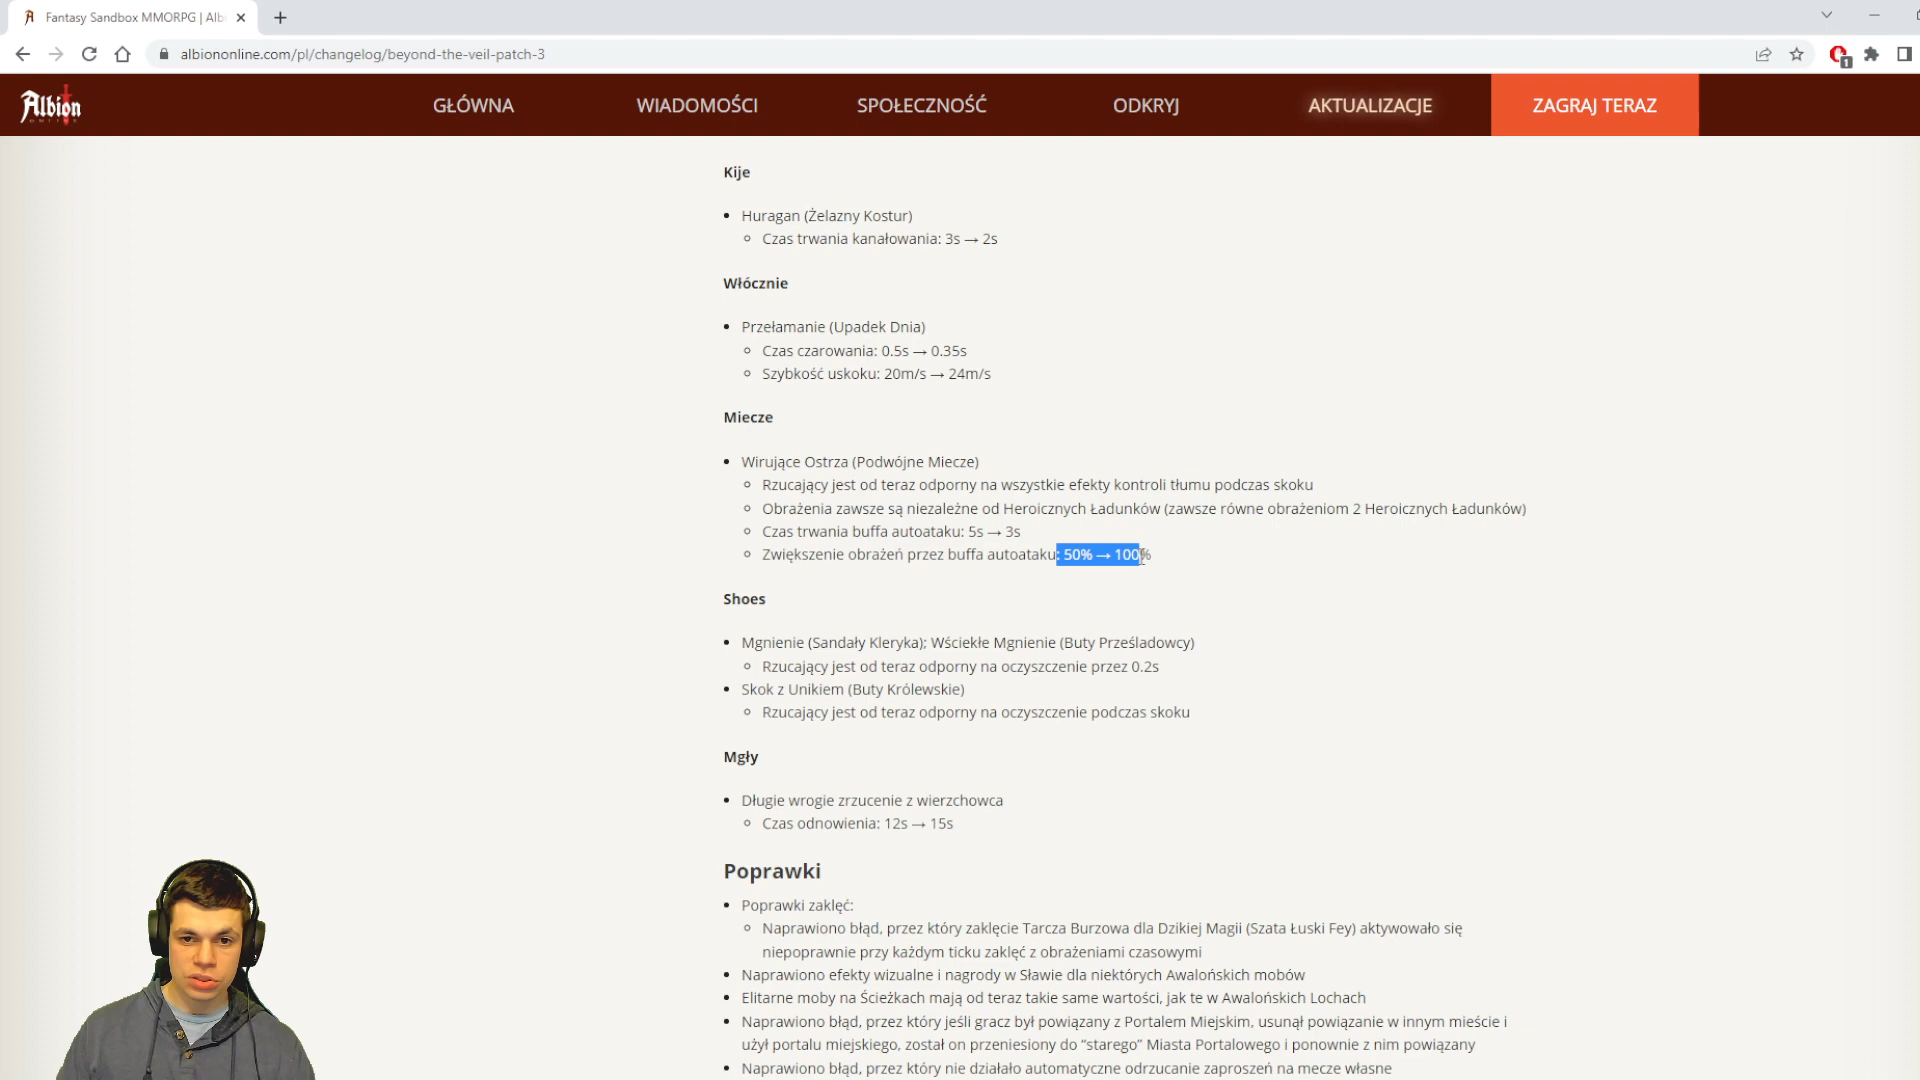 Fantasy Sandbox MMORPG | Alb
albiononline.com/pl/changelog/beyond-the-veil-patch-3
1
Albion
ONLINE
GŁÓWNA
WIADOMOŚCI
SPOŁECZNOŚĆ
ODKRYJ
AKTUALIZACJE
ZAGRAJ TERAZ
Kije
Huragan (Żelazny Kostur)
Czas trwania kanałowania: 3s → 2s
Włócznie
Przełamanie (Upadek Dnia)
Czas czarowania: 0.5s → 0.35s
Szybkość uskoku: 20m/s → 24m/s
Miecze
Wirujące Ostrza (Podwójne Miecze)
Rzucający jest od teraz odporny na wszystkie efekty kontroli tłumu podczas skoku
Obrażenia zawsze są niezależne od Heroicznych Ładunków (zawsze równe obrażeniom 2 Heroicznych Ładunków)
Czas trwania buffa autoataku: 5s → 3s
Zwiększenie obrażeń przez buffa autoataku: 50% → 100%
Shoes
Mgnienie (Sandały Kleryka); Wściekłe Mgnienie (Buty Prześladowcy)
Rzucający jest od teraz odporny na oczyszczenie przez 0.2s
Skok z Unikiem (Buty Królewskie)
Rzucający jest od teraz odporny na oczyszczenie podczas skoku
Mgły
Długie wrogie zrzucenie z wierzchowca
Czas odnowienia: 12s → 15s
Poprawki
Poprawki zaklęć:
Naprawiono błąd, przez który zaklęcie Tarcza Burzowa dla Dzikiej Magii (Szata Łuski Fey) aktywowało się
niepoprawnie przy każdym ticku zaklęć z obrażeniami czasowymi
Naprawiono efekty wizualne i nagrody w Sławie dla niektórych Awalońskich mobów
Elitarne moby na Ścieżkach mają od teraz takie same wartości, jak te w Awalońskich Lochach
Naprawiono błąd, przez który jeśli gracz był powiązany z Portalem Miejskim, usunął powiązanie w innym mieście i
użył portalu miejskiego, został on przeniesiony do “starego” Miasta Portalowego i ponownie z nim powiązany
Naprawiono błąd, przez który nie działało automatyczne odrzucanie zaproszeń na mecze własne